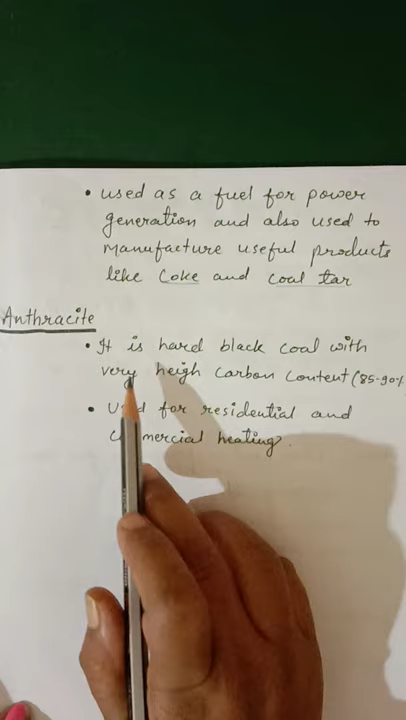 • used as a fuel for power
generation and also used to
manufacture useful products
like Coke and coal tar
Anthracite
• It is hard black coal with
very heigh carbon content (85-90%
• Used for residential and
commercial heating.